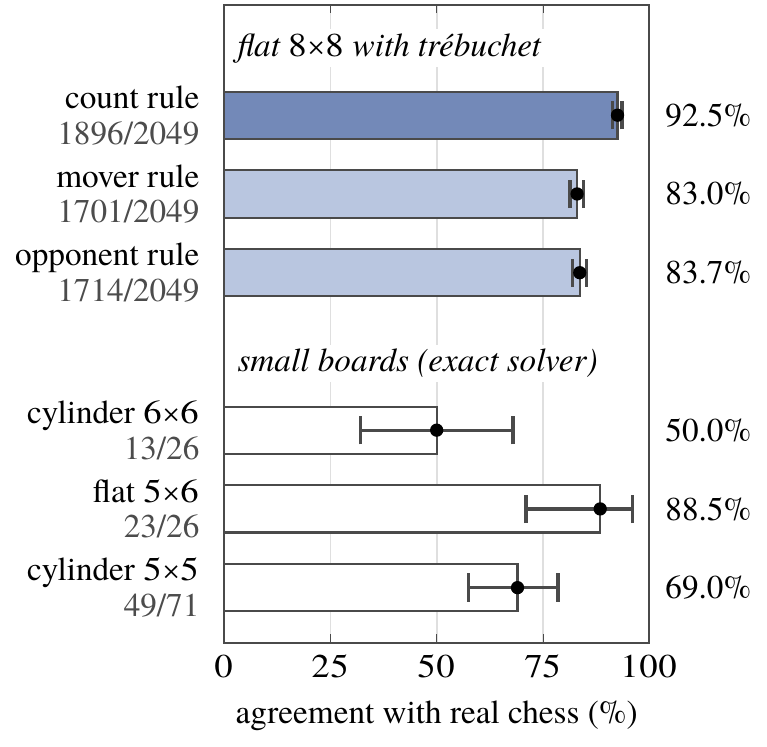 flat 8×8 with trébuchet
count rule
1896/2049
92.5%
mover rule
1701/2049
83.0%
opponent rule
1714/2049
83.7%
small boards (exact solver)
cylinder 6×6
13/26
50.0%
flat 5×6
23/26
88.5%
cylinder 5×5
49/71
69.0%
0 25 50 75 100
agreement with real chess (%)